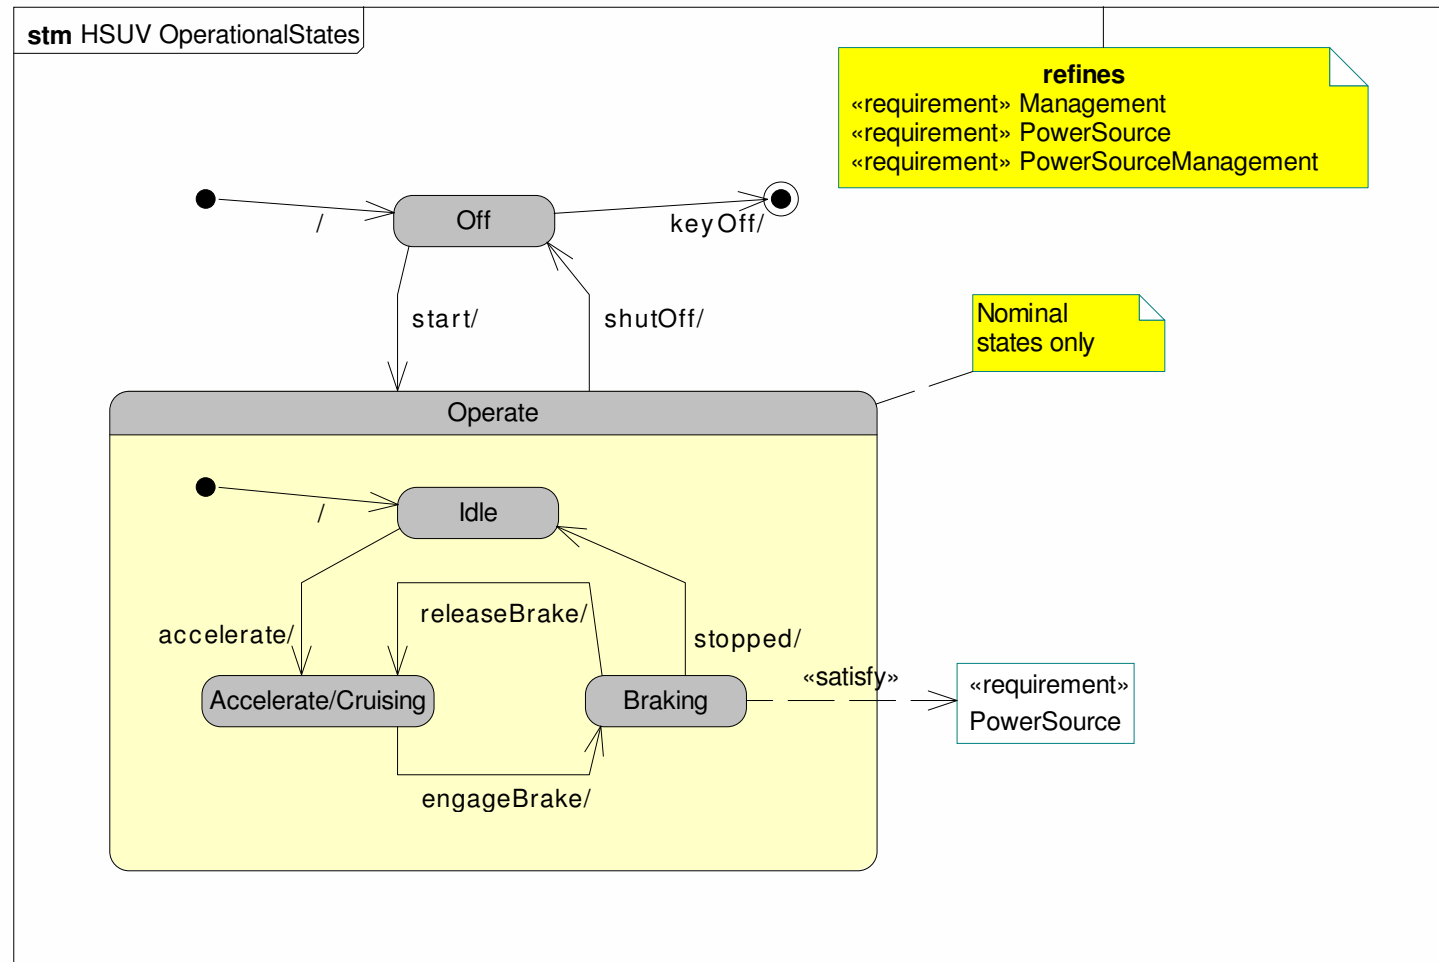 stm HSUV OperationalStates
refines
«requirement» Management
«requirement» PowerSource
«requirement» PowerSourceManagement
/
Off
keyOff/
start/
shutOff/
Nominal
states only
Operate
/
Idle
accelerate/
releaseBrake/
stopped/
Accelerate/Cruising
Braking
«satisfy»
«requirement»
PowerSource
engageBrake/